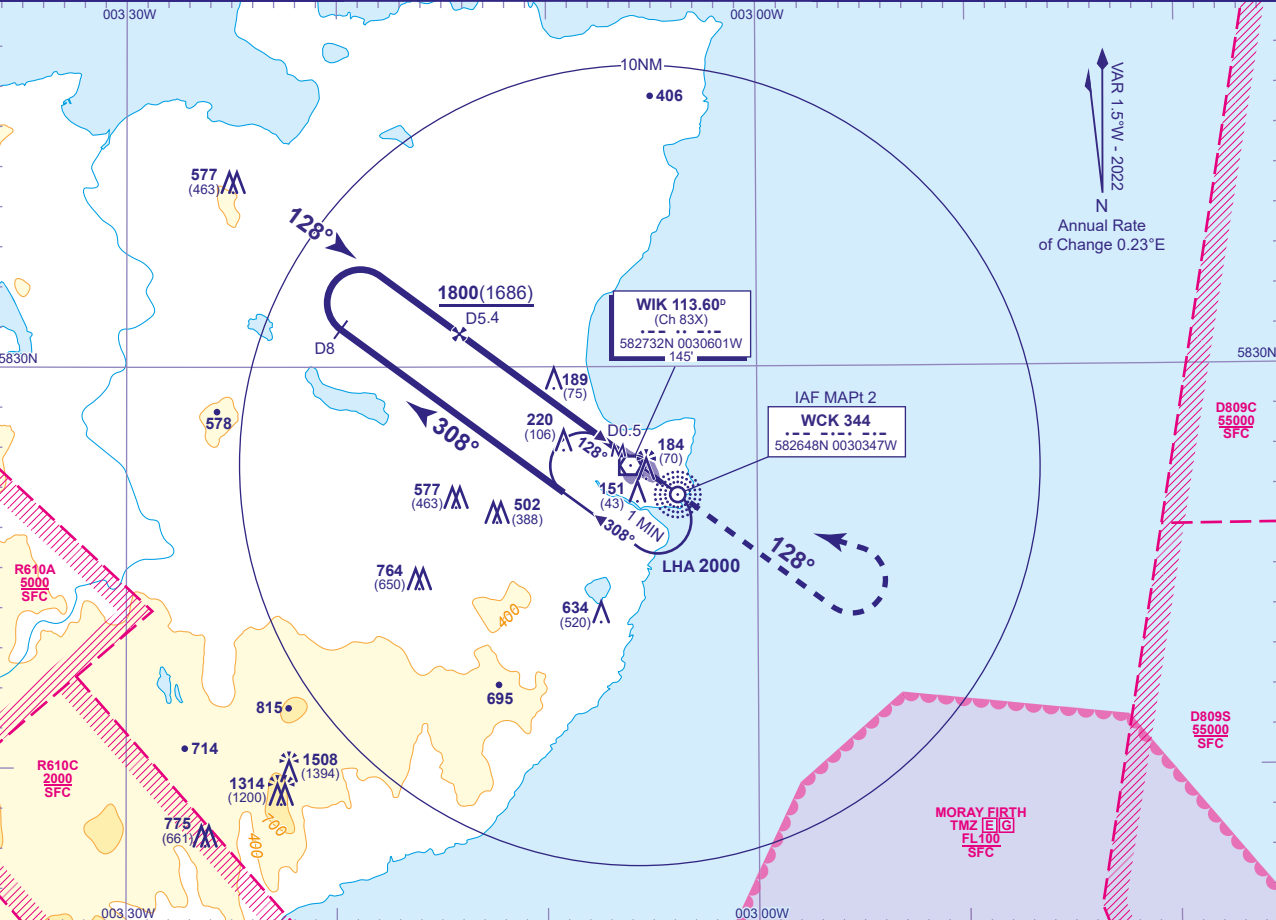 003 30W
003 00W
10NM
406
VAR 1.5°W - 2022
N
Annual Rate
of Change 0.23°E
577
(463)
128°
1800(1686)
D5.4
D8
WIK 113.60ᴰ
(Ch 83X)
582732N 0030601W
145'
5830N
5830N
189
(75)
IAF MAPt 2
WCK 344
582648N 0030347W
D809C
55000
SFC
578
308°
220
(106)
D0.5
128°
184
(70)
151
(43)
577
(463)
502
(388)
1 MIN
308°
128°
LHA 2000
R610A
5000
SFC
764
(650)
634
(520)
400
695
815
714
D809S
55000
SFC
R610C
2000
SFC
1508
(1394)
1314
(1200)
700
775
(661)
400
MORAY FIRTH
TMZ E G
FL100
SFC
003 30W
003 00W